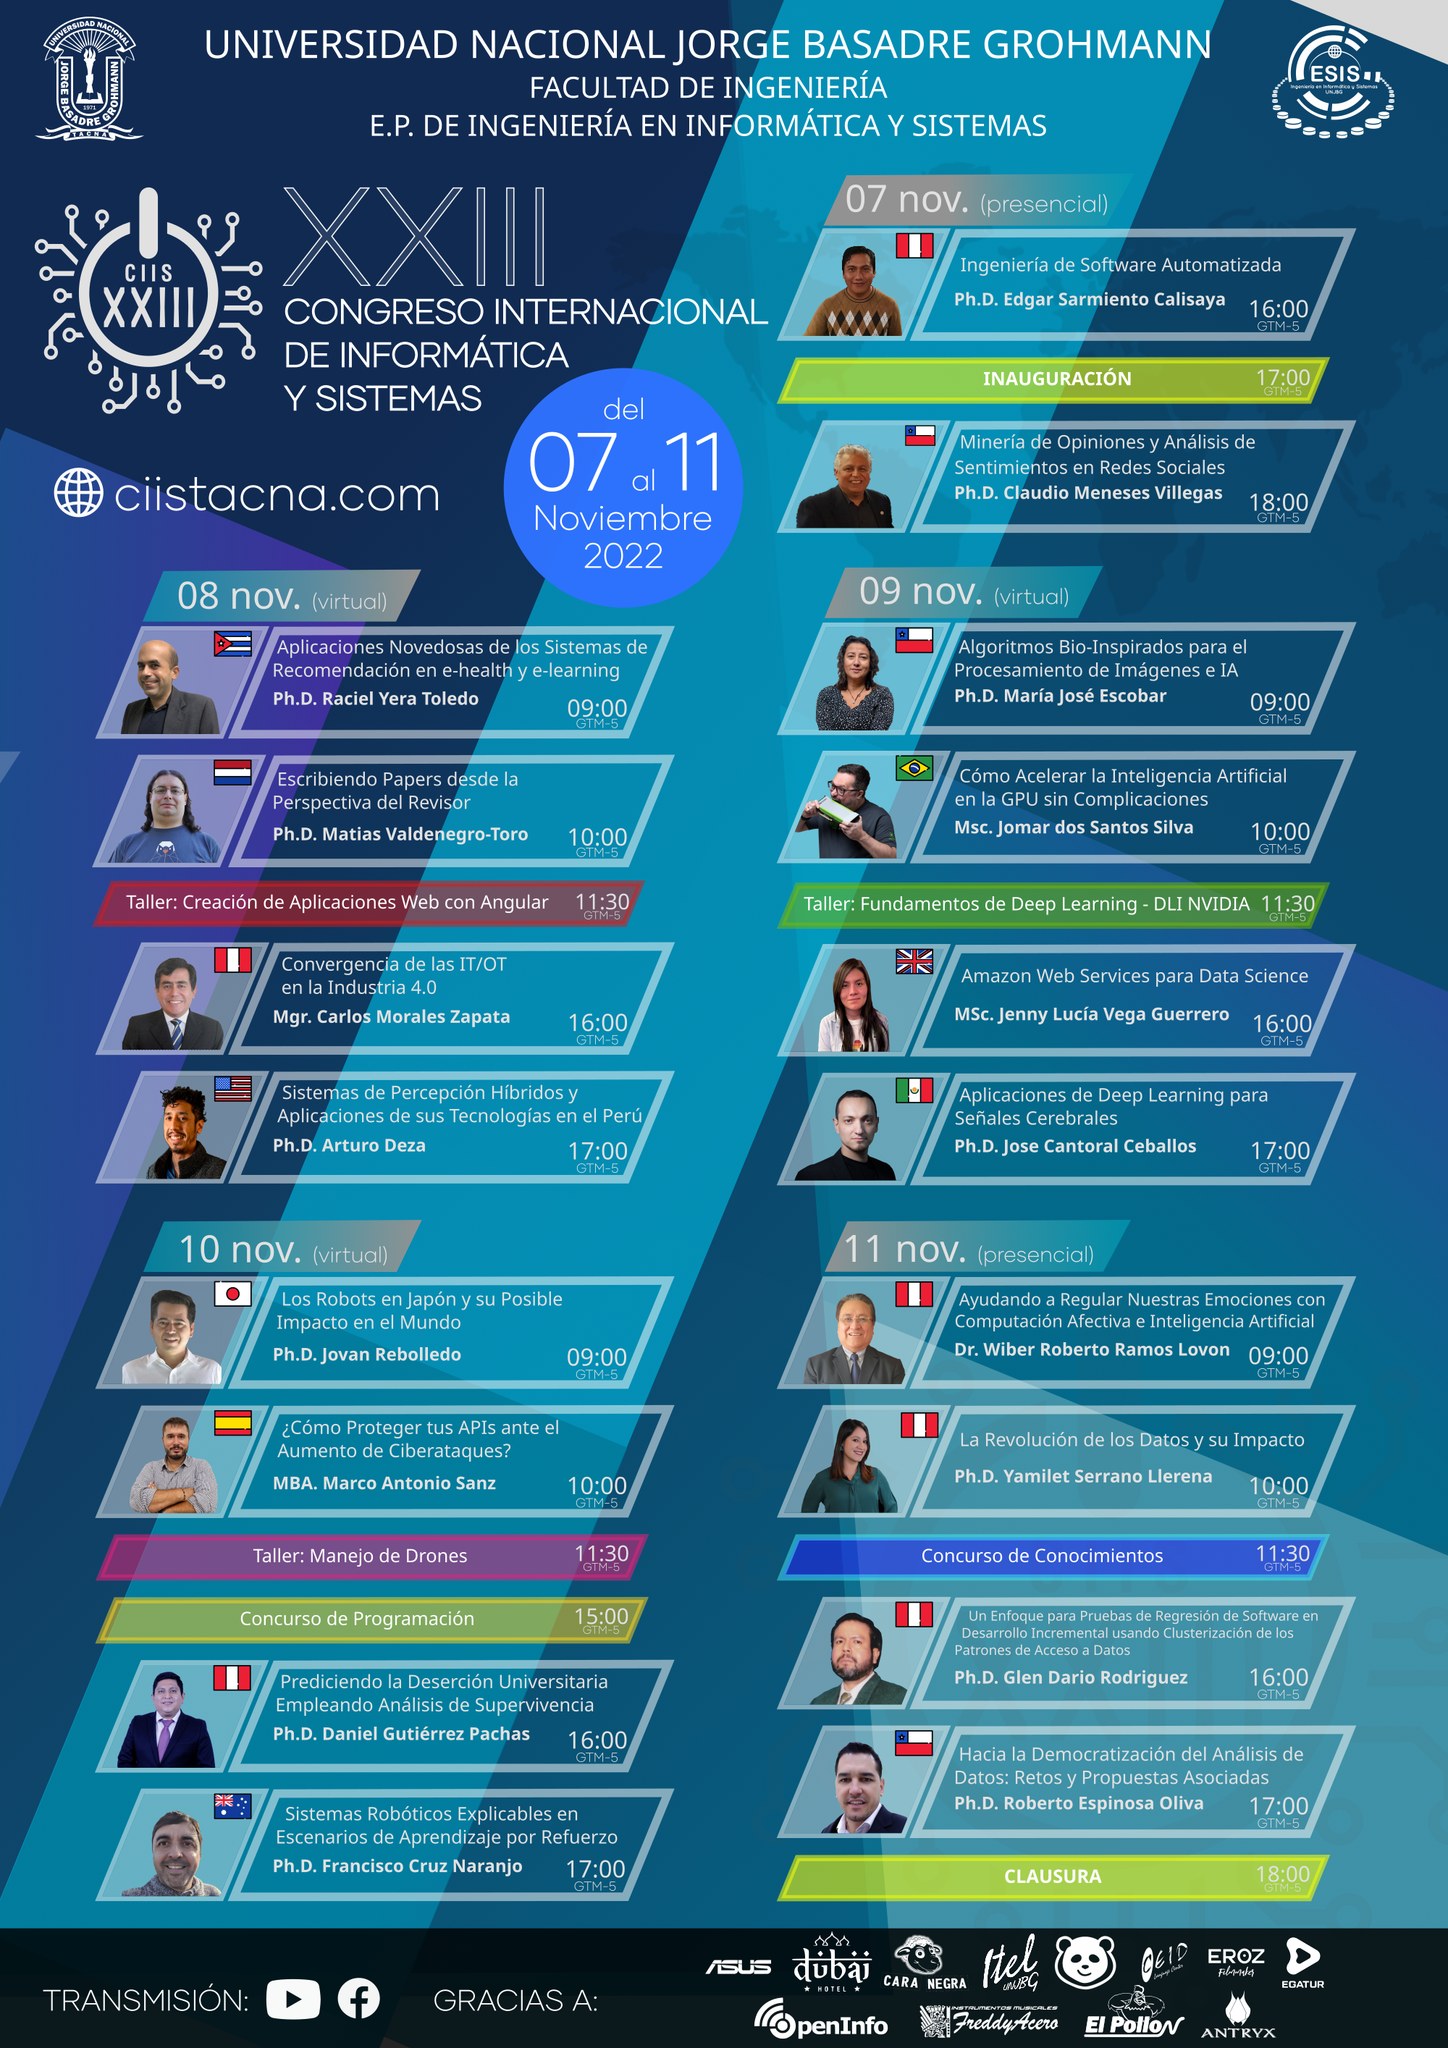 UNIVERSIDAD NACIONAL
JORGE BASADRE GROHMANN
1971
TACNA
UNIVERSIDAD NACIONAL JORGE BASADRE GROHMANN
FACULTAD DE INGENIERÍA
E.P. DE INGENIERÍA EN INFORMÁTICA Y SISTEMAS
ESIS
Ingeniería en Informática y Sistemas
UNJBG
CIIS
XXIII
XXIII
CONGRESO INTERNACIONAL
DE INFORMÁTICA
Y SISTEMAS
del
07 al 11
Noviembre
2022
ciistacna.com
07 nov. (presencial)
Ingeniería de Software Automatizada
Ph.D. Edgar Sarmiento Calisaya
16:00
GTM-5
INAUGURACIÓN
17:00
GTM-5
Minería de Opiniones y Análisis de
Sentimientos en Redes Sociales
Ph.D. Claudio Meneses Villegas
18:00
GTM-5
08 nov. (virtual)
Aplicaciones Novedosas de los Sistemas de
Recomendación en e-health y e-learning
Ph.D. Raciel Yera Toledo
09:00
GTM-5
Escribiendo Papers desde la
Perspectiva del Revisor
Ph.D. Matias Valdenegro-Toro
10:00
GTM-5
Taller: Creación de Aplicaciones Web con Angular
11:30
GTM-5
Convergencia de las IT/OT
en la Industria 4.0
Mgr. Carlos Morales Zapata
16:00
GTM-5
Sistemas de Percepción Híbridos y
Aplicaciones de sus Tecnologías en el Perú
Ph.D. Arturo Deza
17:00
GTM-5
09 nov. (virtual)
Algoritmos Bio-Inspirados para el
Procesamiento de Imágenes e IA
Ph.D. María José Escobar
09:00
GTM-5
Cómo Acelerar la Inteligencia Artificial
en la GPU sin Complicaciones
Msc. Jomar dos Santos Silva
10:00
GTM-5
Taller: Fundamentos de Deep Learning - DLI NVIDIA
11:30
GTM-5
Amazon Web Services para Data Science
MSc. Jenny Lucía Vega Guerrero
16:00
GTM-5
Aplicaciones de Deep Learning para
Señales Cerebrales
Ph.D. Jose Cantoral Ceballos
17:00
GTM-5
10 nov. (virtual)
Los Robots en Japón y su Posible
Impacto en el Mundo
Ph.D. Jovan Rebolledo
09:00
GTM-5
¿Cómo Proteger tus APIs ante el
Aumento de Ciberataques?
MBA. Marco Antonio Sanz
10:00
GTM-5
Taller: Manejo de Drones
11:30
GTM-5
Concurso de Programación
15:00
GTM-5
Prediciendo la Deserción Universitaria
Empleando Análisis de Supervivencia
Ph.D. Daniel Gutiérrez Pachas
16:00
GTM-5
Sistemas Robóticos Explicables en
Escenarios de Aprendizaje por Refuerzo
Ph.D. Francisco Cruz Naranjo
17:00
GTM-5
11 nov. (presencial)
Ayudando a Regular Nuestras Emociones con
Computación Afectiva e Inteligencia Artificial
Dr. Wiber Roberto Ramos Lovon
09:00
GTM-5
La Revolución de los Datos y su Impacto
Ph.D. Yamilet Serrano Llerena
10:00
GTM-5
Concurso de Conocimientos
11:30
GTM-5
Un Enfoque para Pruebas de Regresión de Software en
Desarrollo Incremental usando Clusterización de los
Patrones de Acceso a Datos
Ph.D. Glen Dario Rodriguez
16:00
GTM-5
Hacia la Democratización del Análisis de
Datos: Retos y Propuestas Asociadas
Ph.D. Roberto Espinosa Oliva
17:00
GTM-5
CLAUSURA
18:00
GTM-5
TRANSMISIÓN:
GRACIAS A:
ASUS
dubai
HOTEL
CARA NEGRA
Itel
UNJBG
CEID
EROZ
Filmmaker
EGATUR
OpenInfo
INSTRUMENTOS MUSICALES
FreddyAcero
El Pollón
ANTRYX